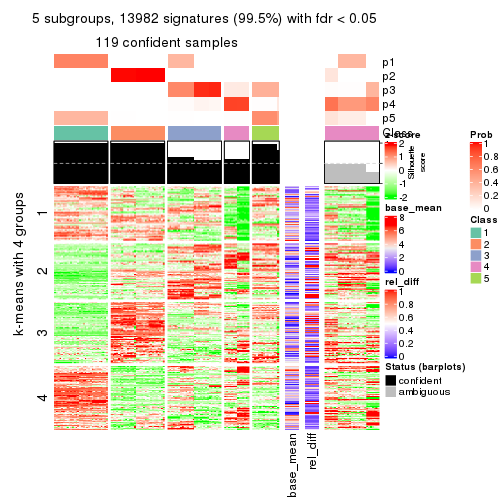 5 subgroups, 13982 signatures (99.5%) with fdr < 0.05
119 confident samples
p1
p2
p3
p4
p5
Class
Silhouette
score
k-means with 4 groups
1
2
3
4
base_mean
rel_diff
z-score
2
1
0
-1
-2
base_mean
8
6
4
2
0
rel_diff
1
0.8
0.6
0.4
0.2
0
Status (barplots)
confident
ambiguous
Prob
1
0.8
0.6
0.4
0.2
0
Class
1
2
3
4
5